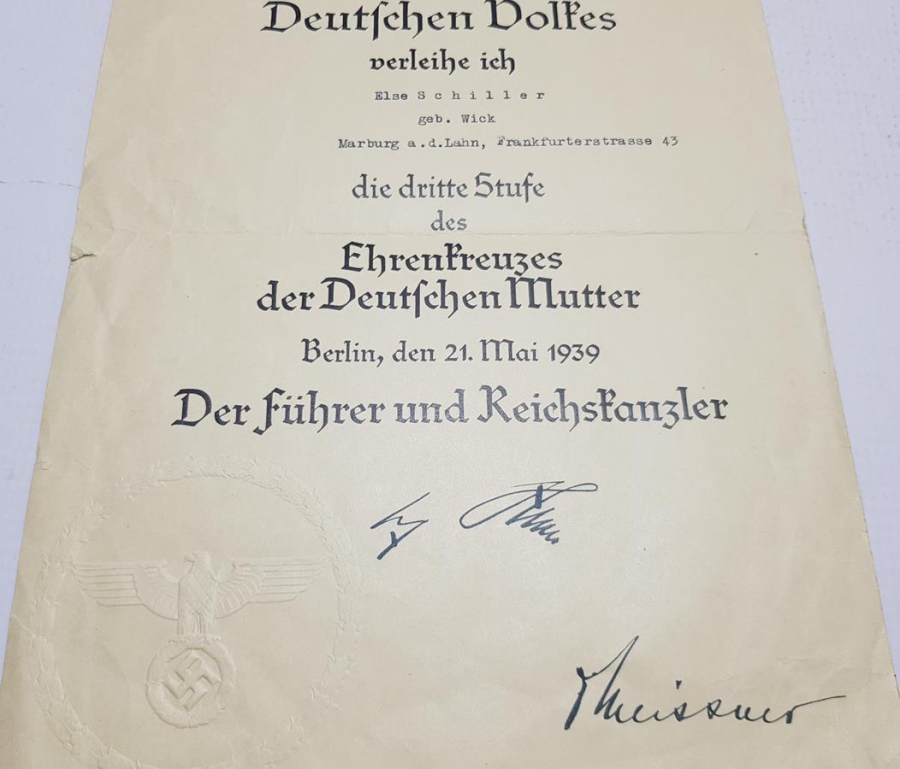 Deutschen Volkes
verleihe ich
Else Schiller
geb. Wick
Marburg a.d.Lahn, Frankfurterstrasse 43
die dritte Stufe
des
Ehrenkreuzes
der Deutschen Mutter
Berlin, den 21. Mai 1939
Der Führer und Reichskanzler
Meissner